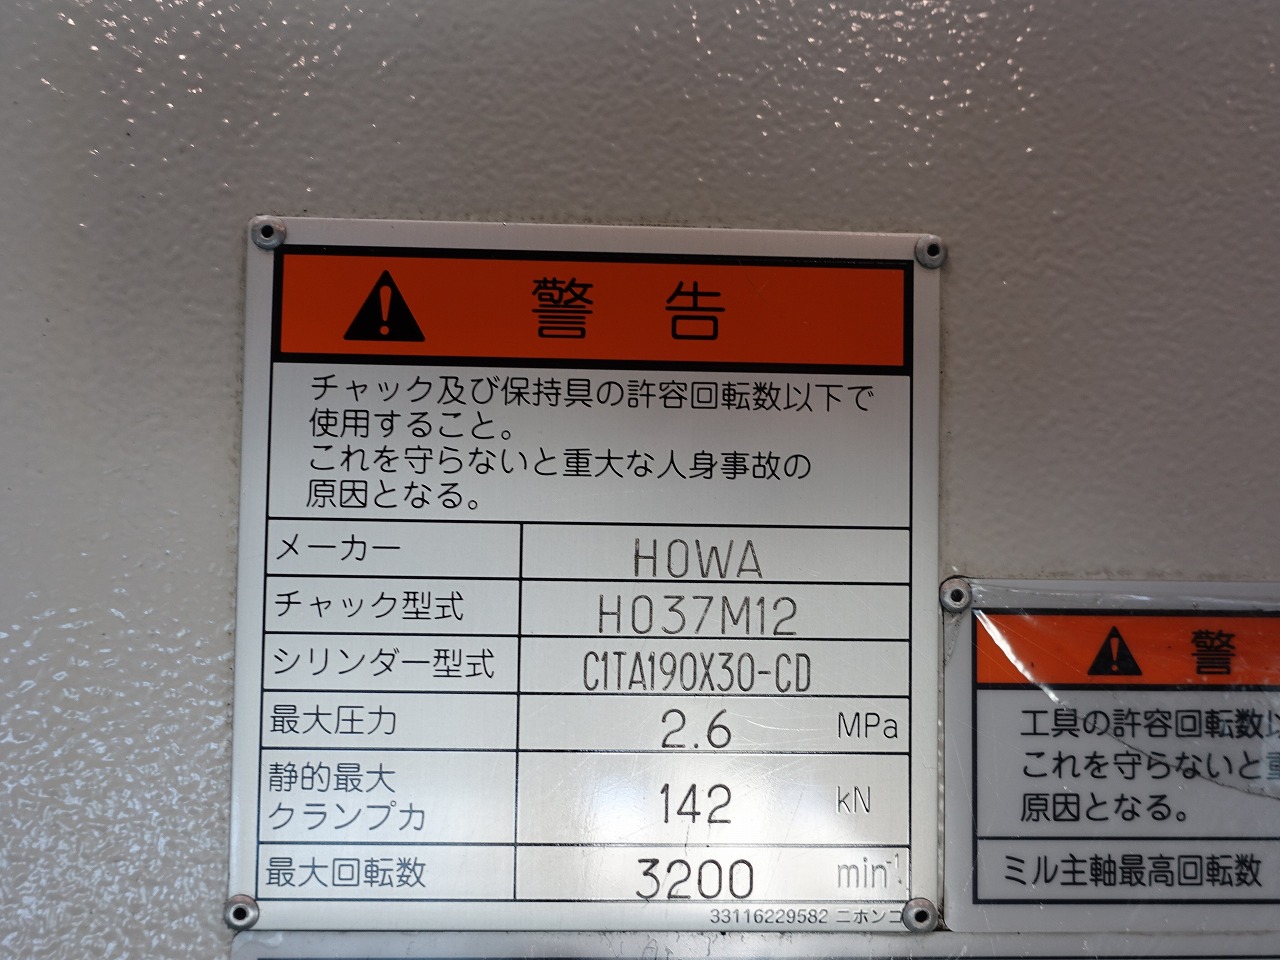 警告
チャック及び保持具の許容回転数以下で
使用すること。
これを守らないと重大な人身事故の
原因となる。
メーカー HOWA
チャック型式 H037M12
シリンダー型式 C1TA190X30-CD
最大圧力 2.6 MPa
静的最大
クランプ力 142 kN
最大回転数 3200 min⁻¹
33116229582 ニホンコ
警
工具の許容回転数以
これを守らないと重
原因となる。
ミル主軸最高回転数